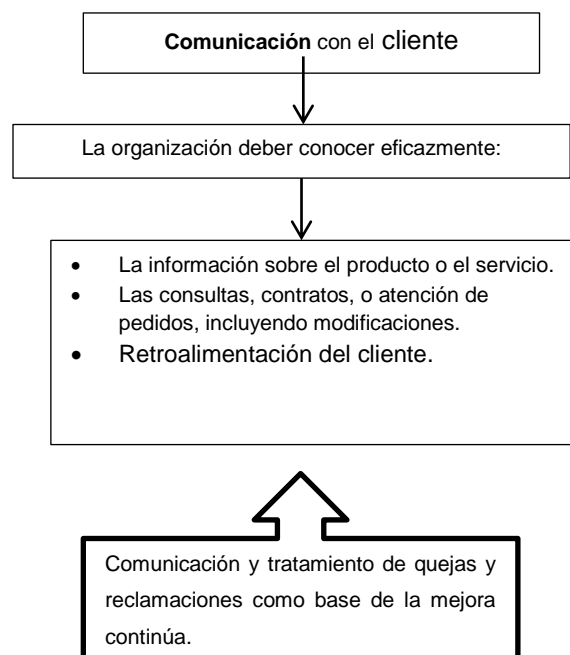 Comunicación con el cliente
La organización deber conocer eficazmente:
• La información sobre el producto o el servicio.
• Las consultas, contratos, o atención de
pedidos, incluyendo modificaciones.
• Retroalimentación del cliente.
Comunicación y tratamiento de quejas y
reclamaciones como base de la mejora
continúa.